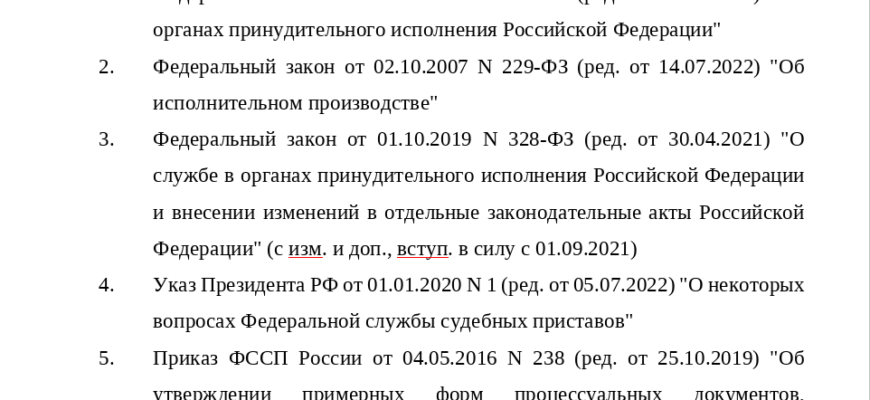 органах принудительного исполнения Российской Федерации"
2. Федеральный закон от 02.10.2007 N 229-ФЗ (ред. от 14.07.2022) "Об
исполнительном производстве"
3. Федеральный закон от 01.10.2019 N 328-ФЗ (ред. от 30.04.2021) "О
службе в органах принудительного исполнения Российской Федерации
и внесении изменений в отдельные законодательные акты Российской
Федерации" (с изм. и доп., вступ. в силу с 01.09.2021)
4. Указ Президента РФ от 01.01.2020 N 1 (ред. от 05.07.2022) "О некоторых
вопросах Федеральной службы судебных приставов"
5. Приказ ФССП России от 04.05.2016 N 238 (ред. от 25.10.2019) "Об
утверждении примерных форм процессуальных документов,